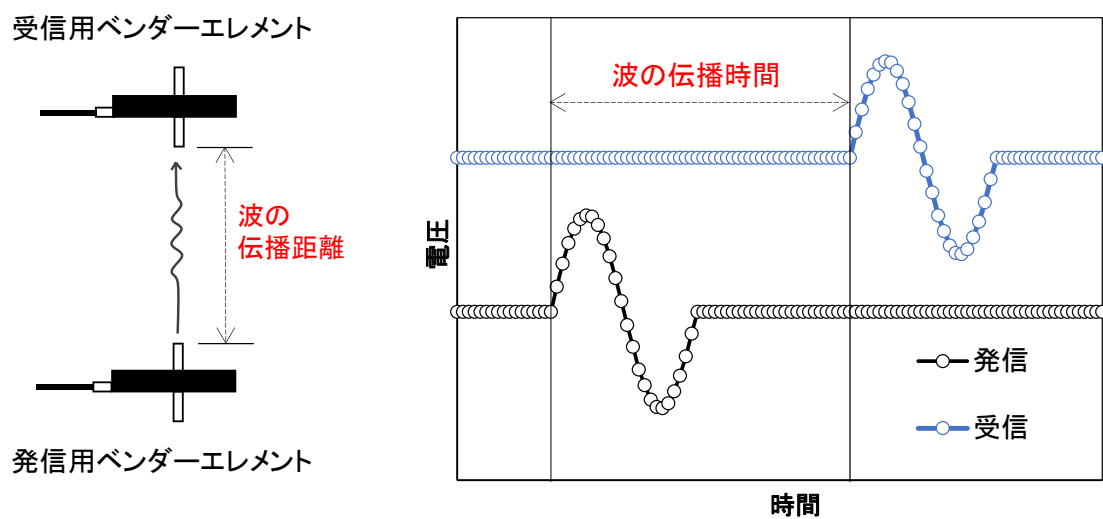 受信用ベンダーエレメント
波の
伝播距離
発信用ベンダーエレメント
波の伝播時間
電圧
発信
受信
時間